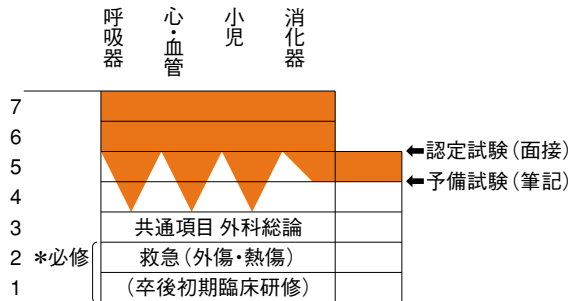 呼吸器
心・血管
小児
消化器
7
6
5
4
3
2
1
←認定試験（面接）
←予備試験（筆記）
共通項目 外科総論
＊必修
救急（外傷・熱傷）
（卒後初期臨床研修）